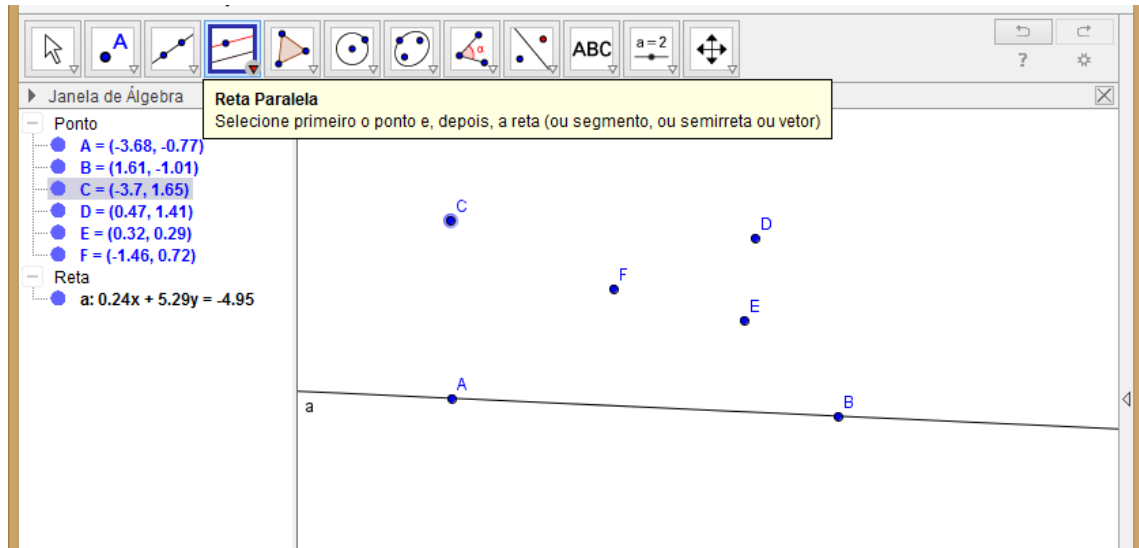 A
α
ABC
a=2
?
Janela de Álgebra
Reta Paralela
Selecione primeiro o ponto e, depois, a reta (ou segmento, ou semirreta ou vetor)
Ponto
A = (-3.68, -0.77)
B = (1.61, -1.01)
C = (-3.7, 1.65)
D = (0.47, 1.41)
E = (0.32, 0.29)
F = (-1.46, 0.72)
Reta
a: 0.24x + 5.29y = -4.95
C
D
F
E
A
B
a